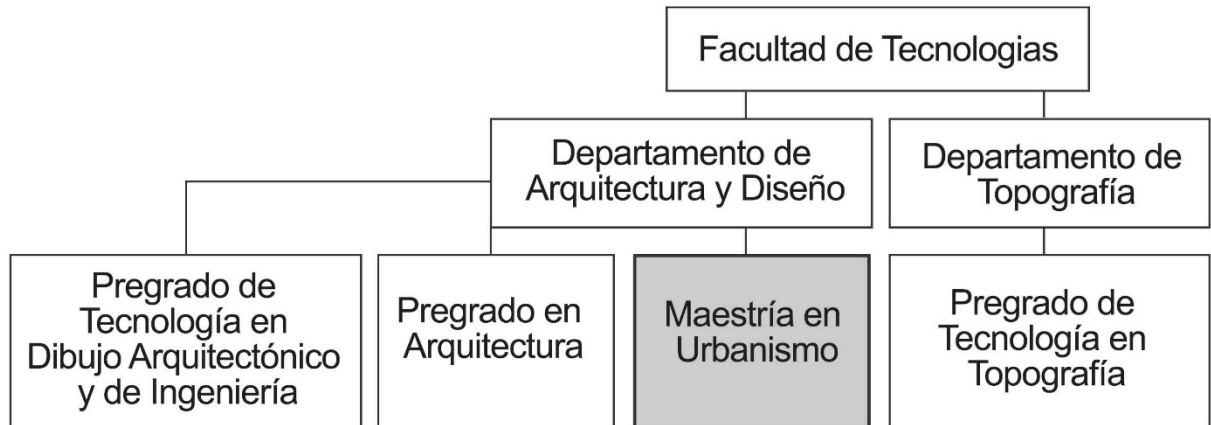 Facultad de Tecnologias
Departamento de
Arquitectura y Diseño
Departamento de
Topografía
Pregrado de
Tecnología en
Dibujo Arquitectónico
y de Ingeniería
Pregrado en
Arquitectura
Maestría en
Urbanismo
Pregrado de
Tecnología en
Topografía